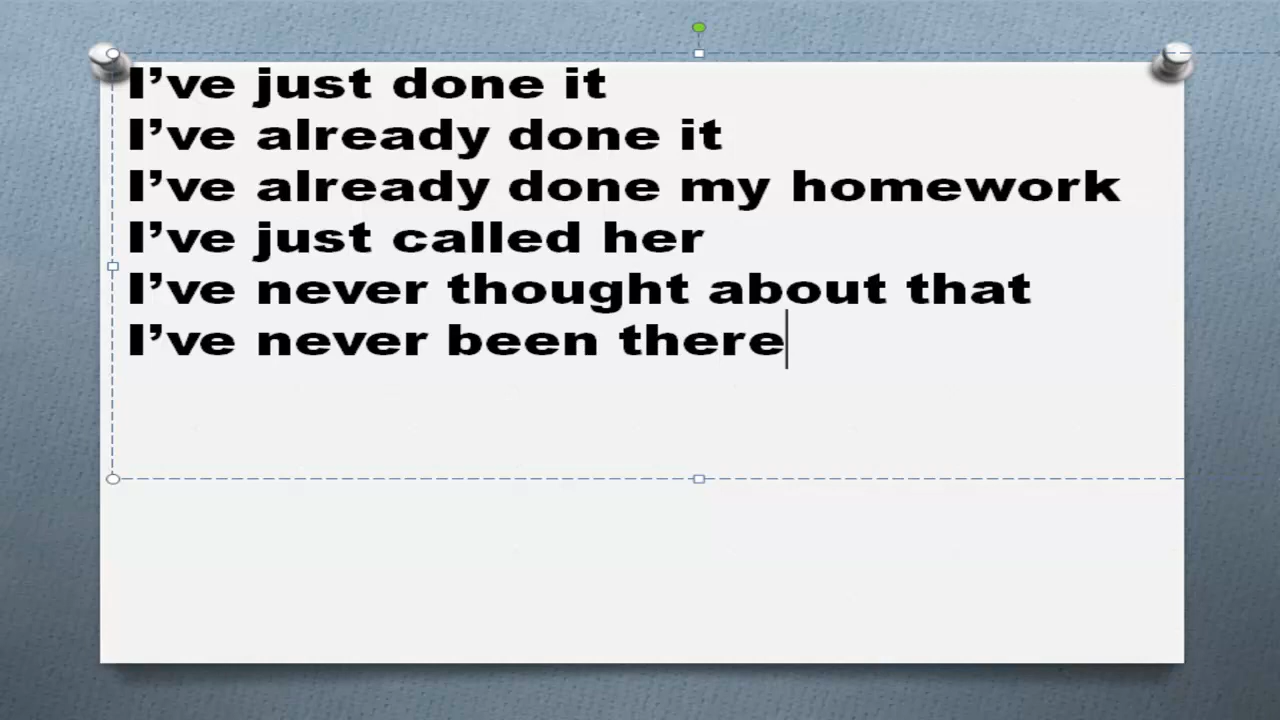 I’ve just done it
I’ve already done it
I’ve already done my homework
I’ve just called her
I’ve never thought about that
I’ve never been there